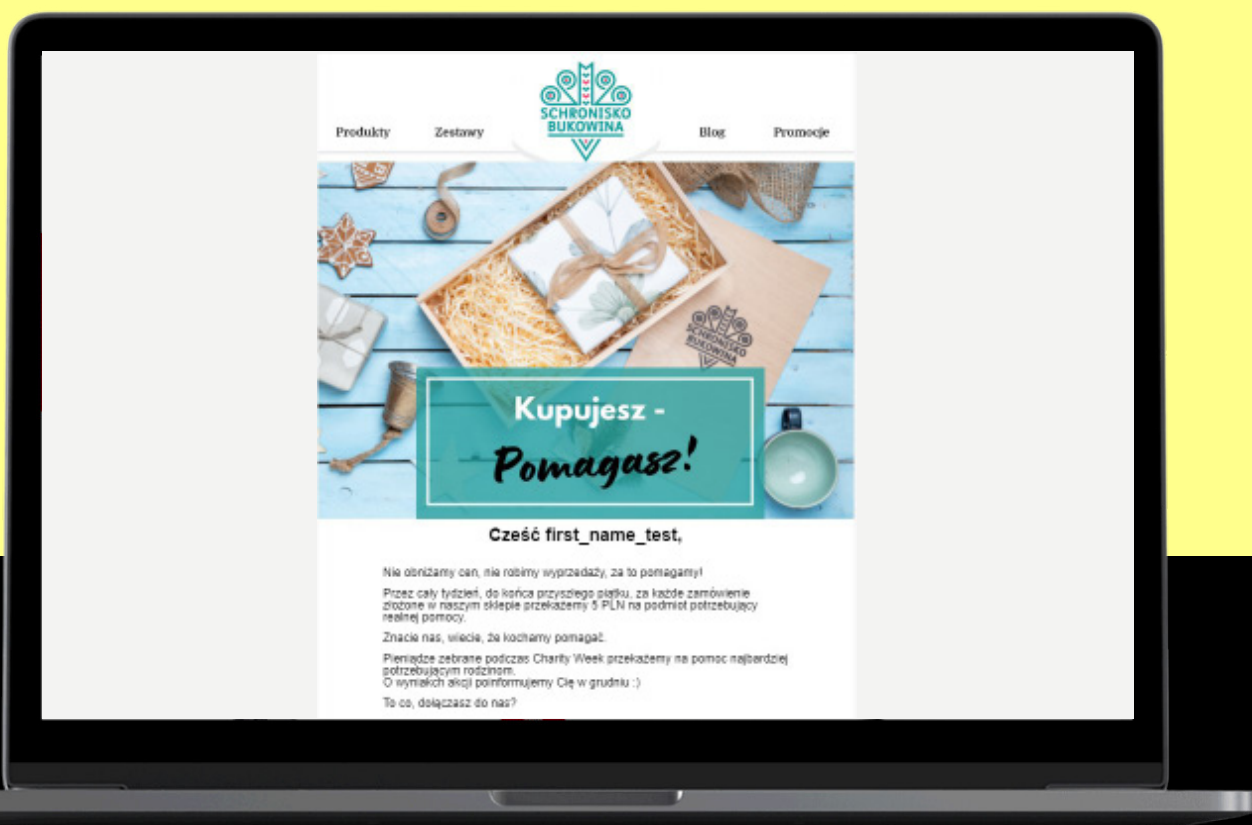 SCHRONISKO
BUKOWINA
Produkty Zestawy Blog Promocje
SCHRONISKO
BUKOWINA
Kupujesz -
Pomagasz!
Cześć first_name_test,
Nie obniżamy cen, nie robimy wyprzedaży, za to pomagamy!
Przez cały tydzień, do końca przyszłego piątku, za każde zamówienie
złożone w naszym sklepie przekażemy 5 PLN na podmiot potrzebujący
realnej pomocy.
Znacie nas, wiecie, że kochamy pomagać.
Pieniądze zebrane podczas Charity Week przekażemy na pomoc najbardziej
potrzebującym rodzinom.
O wynikach akcji poinformujemy Cię w grudniu :)
To co, dołączasz do nas?